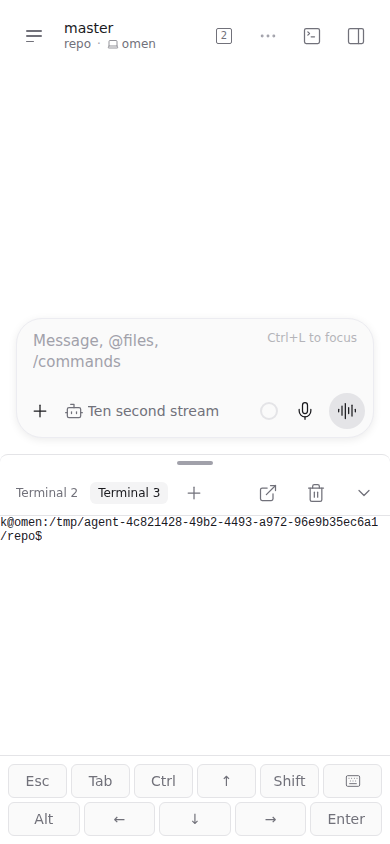 master
repo · omen
2
Message, @files,
/commands
Ctrl+L to focus
Ten second stream
Terminal 2
Terminal 3
k@omen:/tmp/agent-4c821428-49b2-4493-a972-96e9b35ec6a1
/repo$
Esc
Tab
Ctrl
↑
Shift
Alt
←
↓
→
Enter